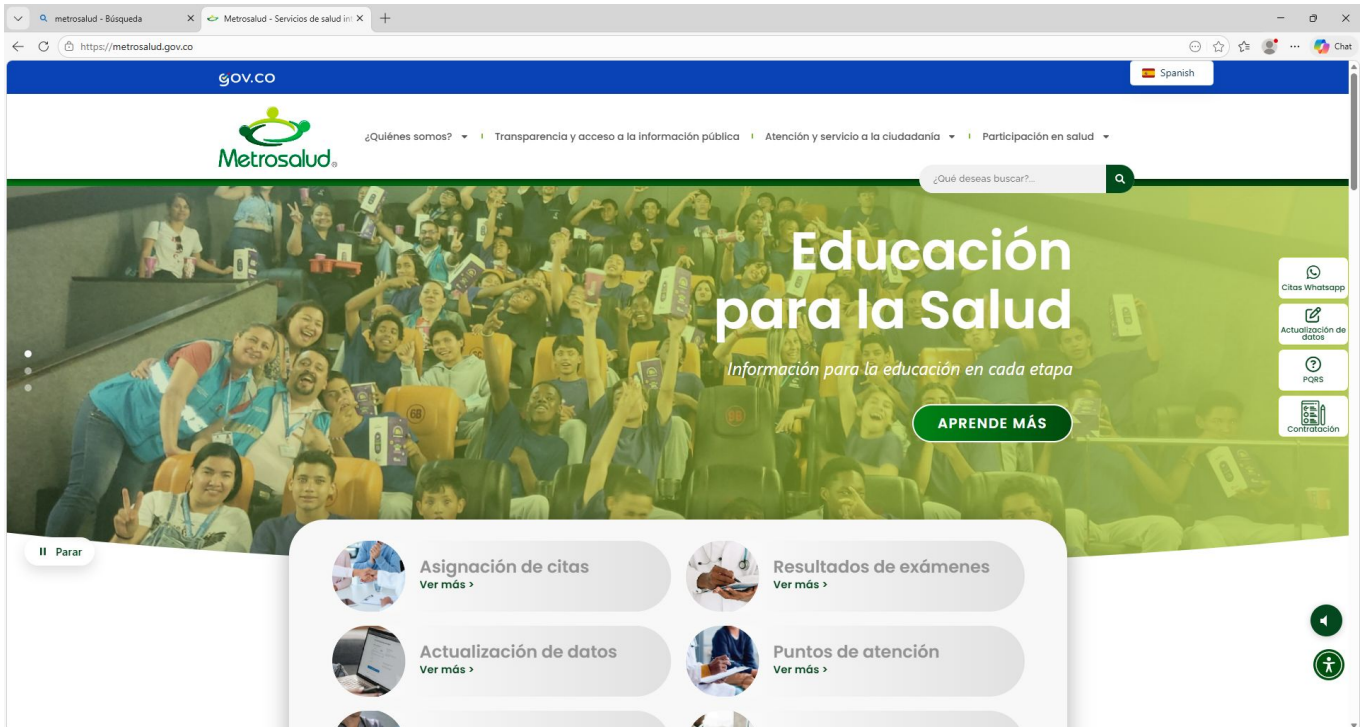 metrosalud - Búsqueda
Metrosalud - Servicios de salud int
https://metrosalud.gov.co
Chat
GOV.CO
Spanish
Metrosalud®
¿Quiénes somos?
Transparencia y acceso a la información pública
Atención y servicio a la ciudadanía
Participación en salud
¿Qué deseas buscar?...
Educación
para la Salud
Información para la educación en cada etapa
APRENDE MÁS
Citas Whatsapp
Actualización de
datos
PQRS
Contratación
6B
Parar
Asignación de citas
Ver más >
Resultados de exámenes
Ver más >
Actualización de datos
Ver más >
Puntos de atención
Ver más >